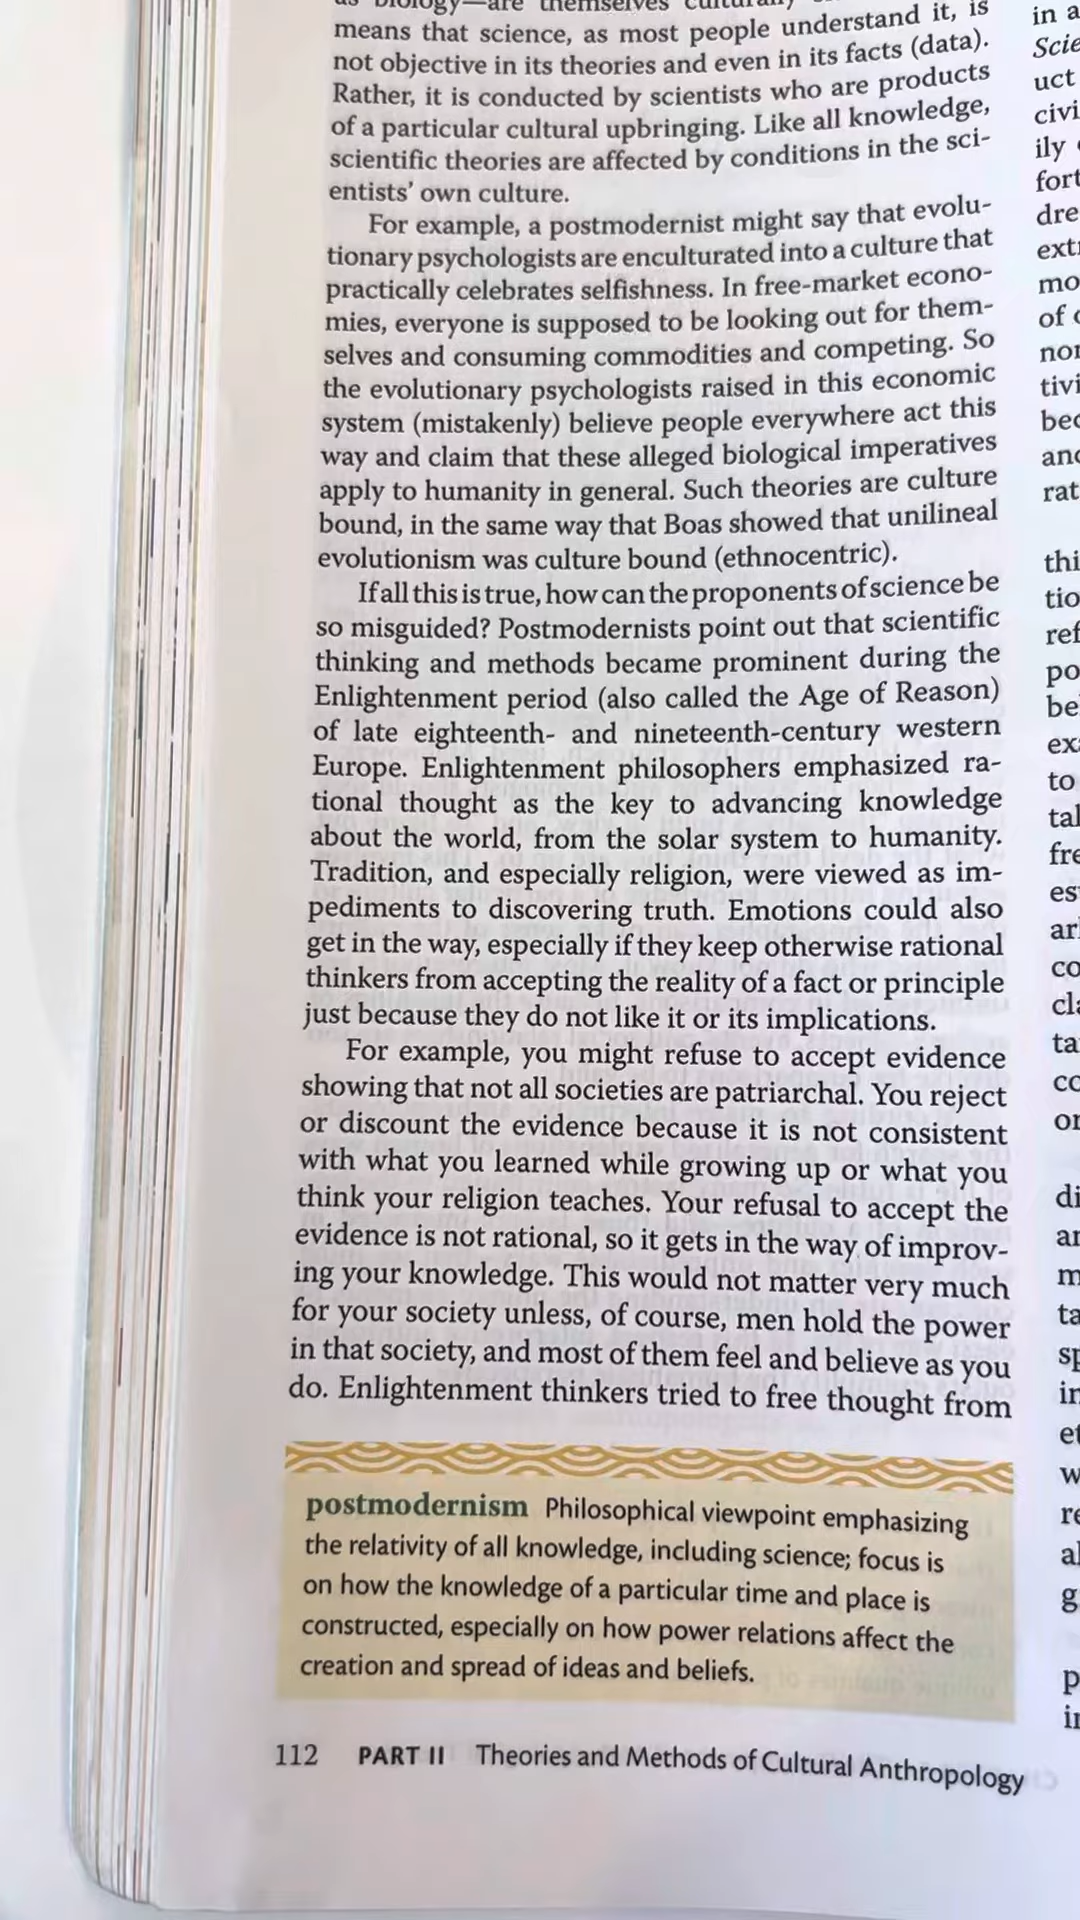 as biology—are themselves
means that science, as most people understand it, is
not objective in its theories and even in its facts (data).
Rather, it is conducted by scientists who are products
of a particular cultural upbringing. Like all knowledge,
scientific theories are affected by conditions in the sci-
entists' own culture.
For example, a postmodernist might say that evolu-
tionary psychologists are enculturated into a culture that
practically celebrates selfishness. In free-market econo-
mies, everyone is supposed to be looking out for them-
selves and consuming commodities and competing. So
the evolutionary psychologists raised in this economic
system (mistakenly) believe people everywhere act this
way and claim that these alleged biological imperatives
apply to humanity in general. Such theories are culture
bound, in the same way that Boas showed that unilineal
evolutionism was culture bound (ethnocentric).
If all this is true, how can the proponents of science be
so misguided? Postmodernists point out that scientific
thinking and methods became prominent during the
Enlightenment period (also called the Age of Reason)
of late eighteenth- and nineteenth-century western
Europe. Enlightenment philosophers emphasized ra-
tional thought as the key to advancing knowledge
about the world, from the solar system to humanity.
Tradition, and especially religion, were viewed as im-
pediments to discovering truth. Emotions could also
get in the way, especially if they keep otherwise rational
thinkers from accepting the reality of a fact or principle
just because they do not like it or its implications.
For example, you might refuse to accept evidence
showing that not all societies are patriarchal. You reject
or discount the evidence because it is not consistent
with what you learned while growing up or what you
think your religion teaches. Your refusal to accept the
evidence is not rational, so it gets in the way of improv-
ing your knowledge. This would not matter very much
for your society unless, of course, men hold the power
in that society, and most of them feel and believe as you
do. Enlightenment thinkers tried to free thought from
postmodernism Philosophical viewpoint emphasizing
the relativity of all knowledge, including science; focus is
on how the knowledge of a particular time and place is
constructed, especially on how power relations affect the
creation and spread of ideas and beliefs.
112 PART II Theories and Methods of Cultural Anthropology